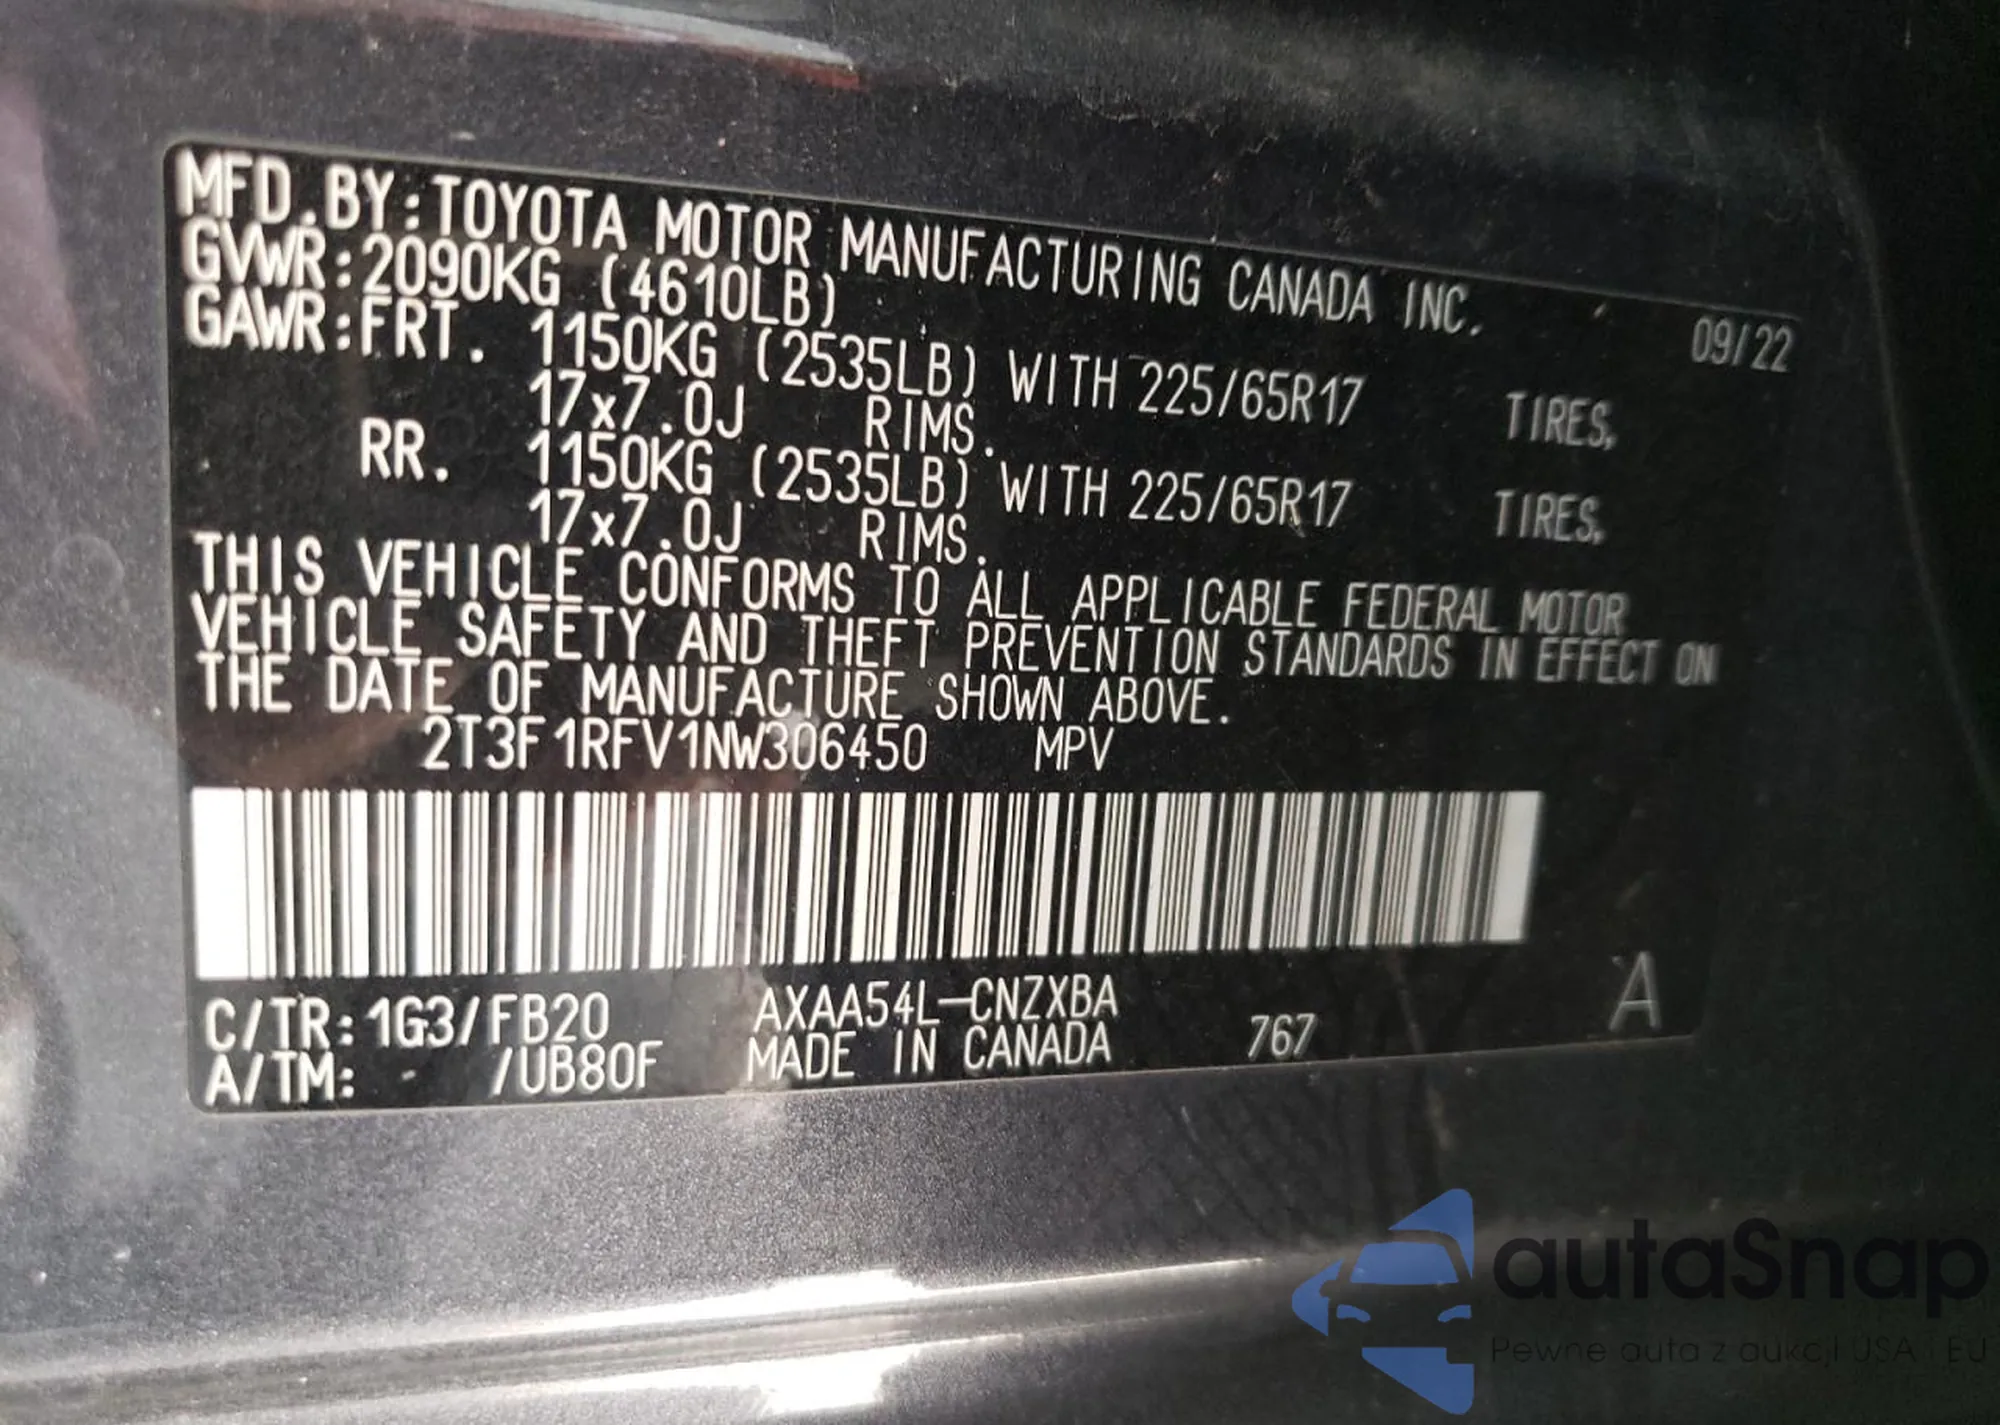 MFD.BY:TOYOTA MOTOR MANUFACTURING CANADA INC. 09/22
GVWR:2090KG (4610LB)
GAWR:FRT. 1150KG (2535LB) WITH 225/65R17 TIRES,
17x7.0J RIMS.
RR. 1150KG (2535LB) WITH 225/65R17 TIRES,
17x7.0J RIMS.
THIS VEHICLE CONFORMS TO ALL APPLICABLE FEDERAL MOTOR
VEHICLE SAFETY AND THEFT PREVENTION STANDARDS IN EFFECT ON
THE DATE OF MANUFACTURE SHOWN ABOVE.
2T3F1RFV1NW306450 MPV
C/TR:1G3/FB20 AXAA54L-CNZXBA A
A/TM: - /UB80F MADE IN CANADA 767
autaSnap
Pewne auta z aukcji USA i EU